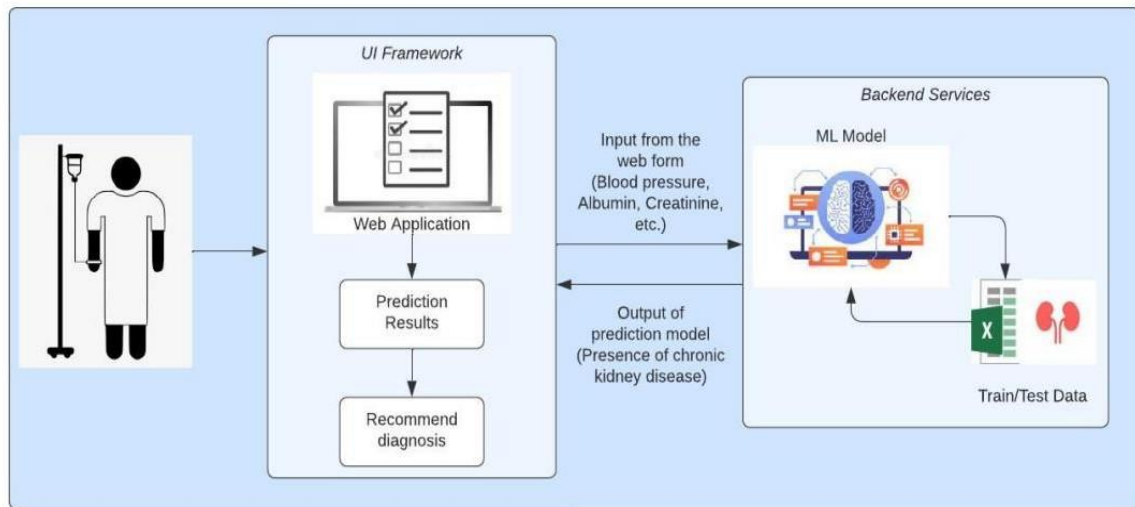 UI Framework
Web Application
Prediction
Results
Recommend
diagnosis
Input from the
web form
(Blood pressure,
Albumin, Creatinine,
etc.)
Output of
prediction model
(Presence of chronic
kidney disease)
Backend Services
ML Model
X
Train/Test Data